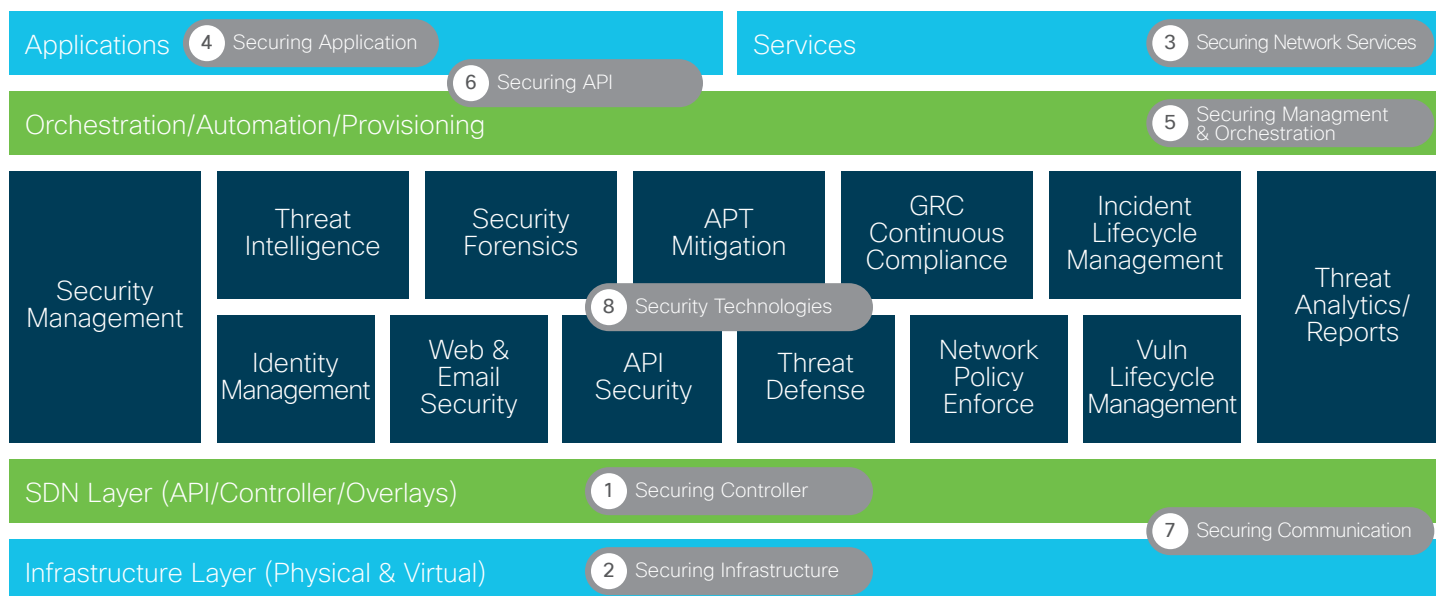 Applications
4 Securing Application
Services
3 Securing Network Services
6 Securing API
Orchestration/Automation/Provisioning
5 Securing Managment
& Orchestration
Security
Management
Threat
Intelligence
Security
Forensics
APT
Mitigation
GRC
Continuous
Compliance
Incident
Lifecycle
Management
Threat
Analytics/
Reports
8 Security Technologies
Identity
Management
Web &
Email
Security
API
Security
Threat
Defense
Network
Policy
Enforce
Vuln
Lifecycle
Management
SDN Layer (API/Controller/Overlays)
1 Securing Controller
7 Securing Communication
Infrastructure Layer (Physical & Virtual)
2 Securing Infrastructure